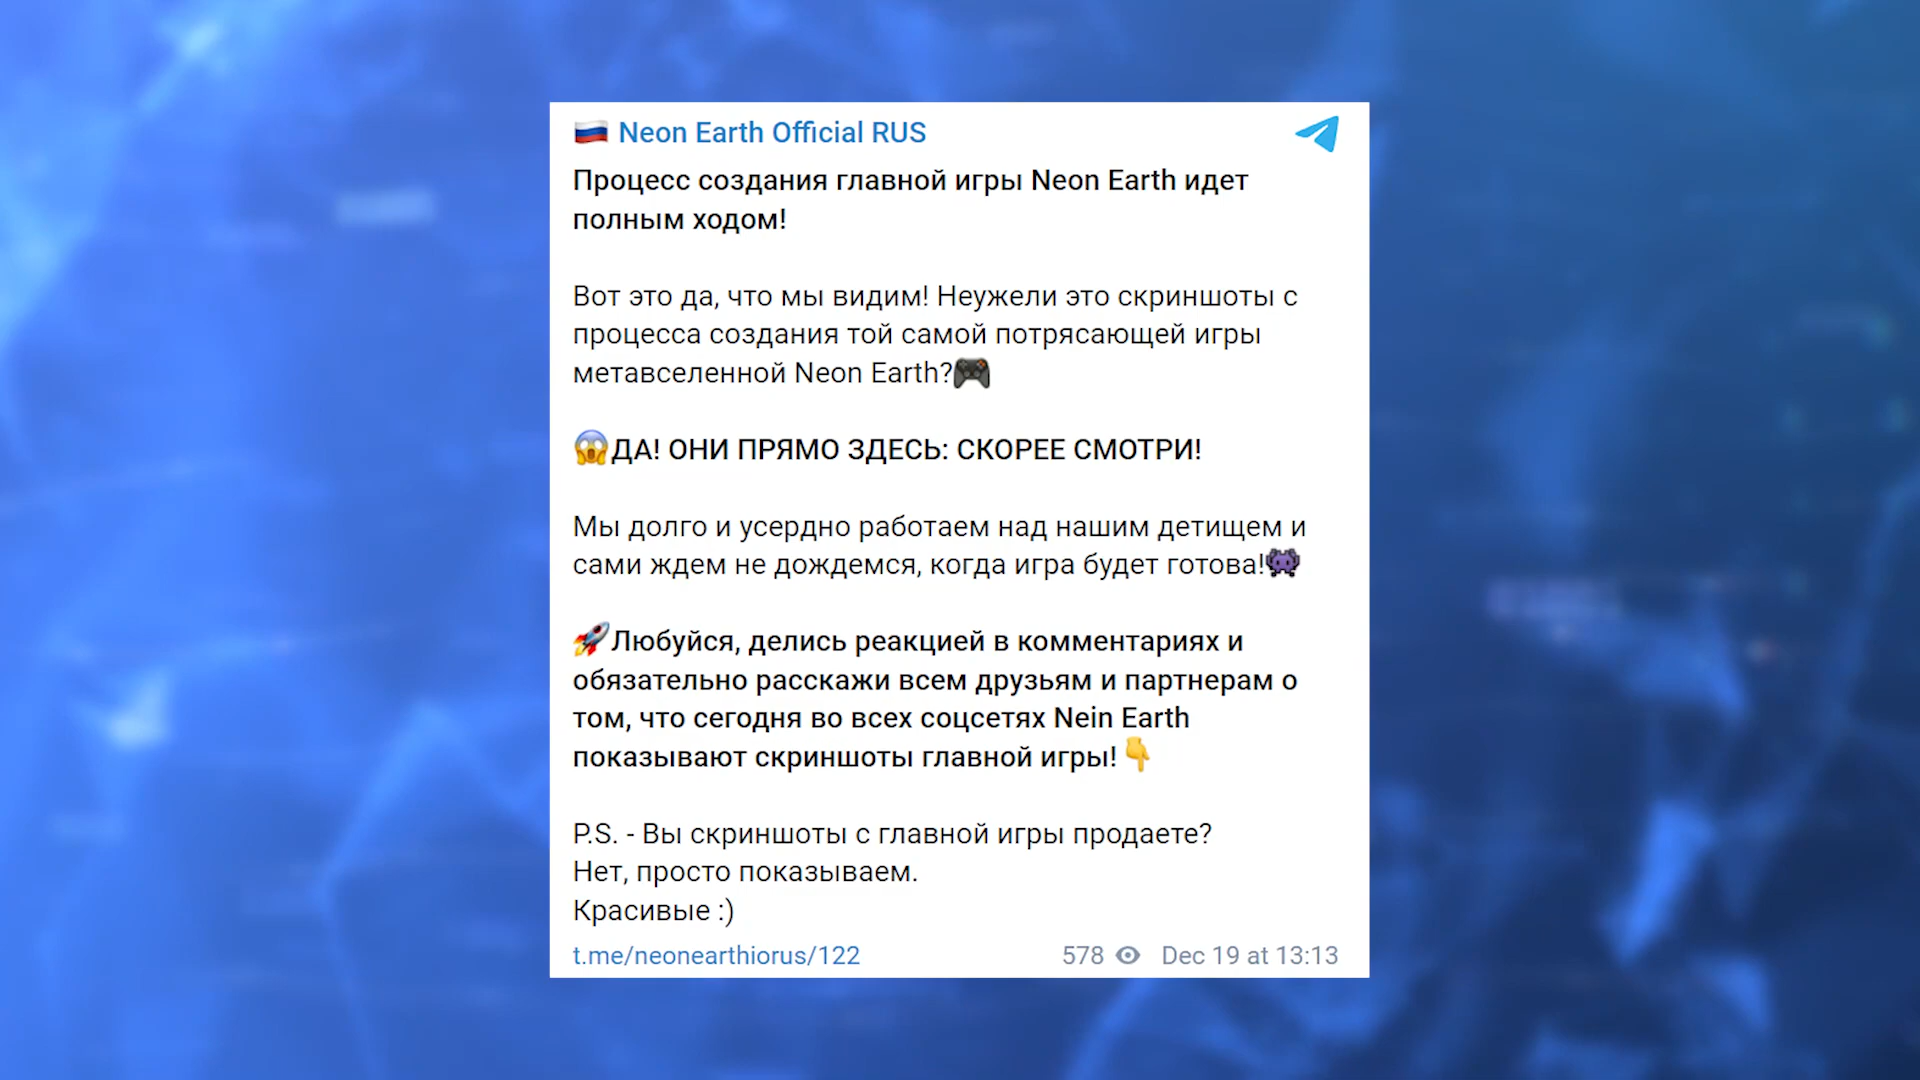 🇷🇺 Neon Earth Official RUS
Процесс создания главной игры Neon Earth идет
полным ходом!
Вот это да, что мы видим! Неужели это скриншоты с
процесса создания той самой потрясающей игры
метавселенной Neon Earth?🎮
😱ДА! ОНИ ПРЯМО ЗДЕСЬ: СКОРЕЕ СМОТРИ!
Мы долго и усердно работаем над нашим детищем и
сами ждем не дождемся, когда игра будет готова!👾
🚀Любуйся, делись реакцией в комментариях и
обязательно расскажи всем друзьям и партнерам о
том, что сегодня во всех соцсетях Nein Earth
показывают скриншоты главной игры!👇
P.S. - Вы скриншоты с главной игры продаете?
Нет, просто показываем.
Красивые :)
t.me/neonearthiorus/122 578 Dec 19 at 13:13